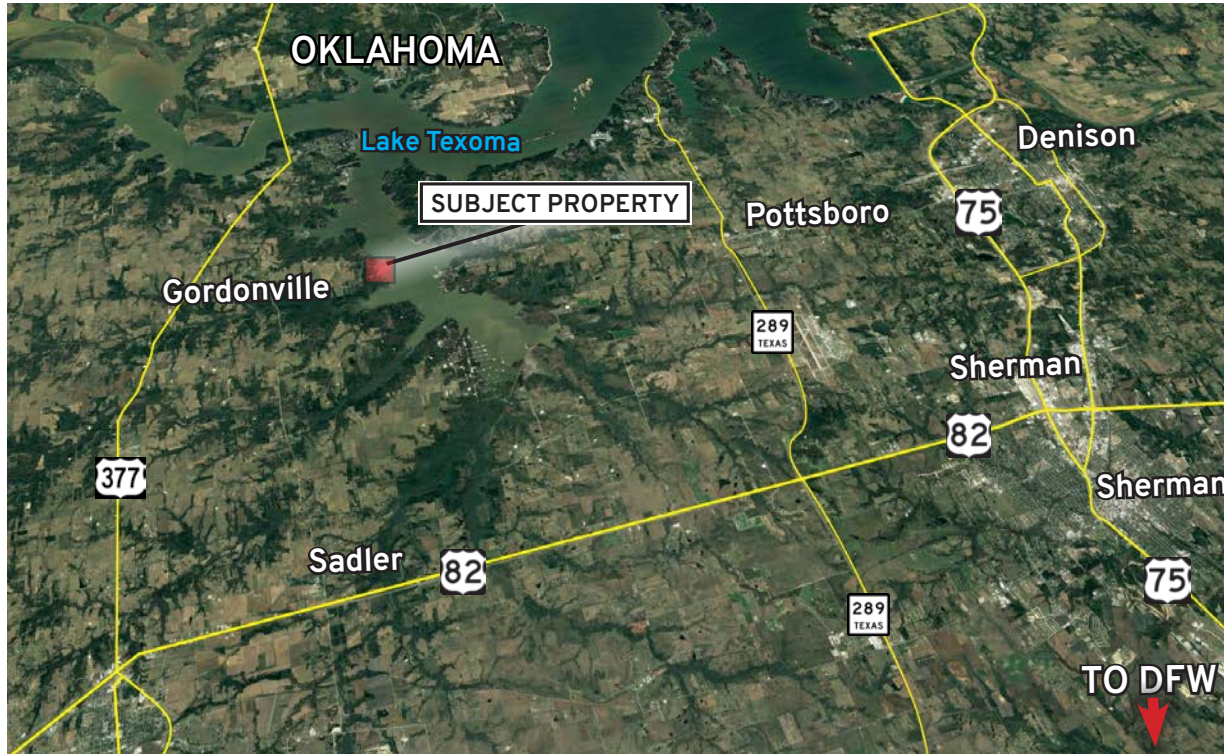 OKLAHOMA
Lake Texoma
Denison
SUBJECT PROPERTY
Pottsboro
75
Gordonville
289
TEXAS
Sherman
82
377
Sherman
Sadler
82
75
289
TEXAS
TO DFW